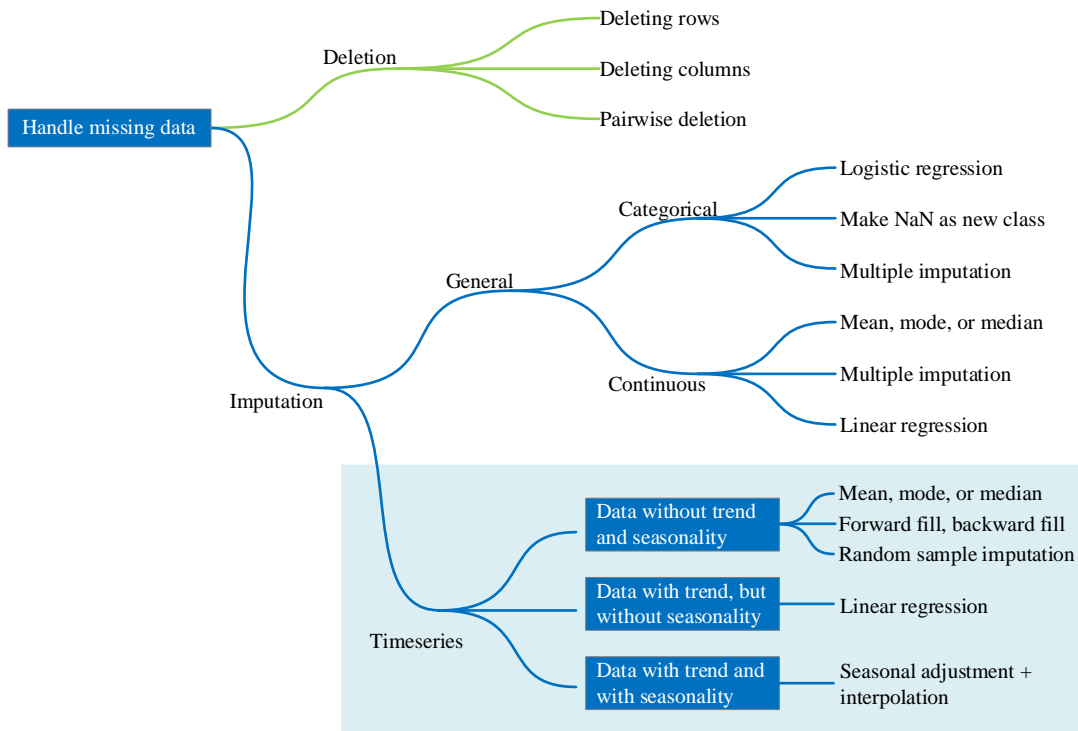 Deleting rows
Deletion
Deleting columns
Handle missing data
Pairwise deletion
Logistic regression
Categorical
Make NaN as new class
General
Multiple imputation
Mean, mode, or median
Continuous
Multiple imputation
Imputation
Linear regression
Data without trend
and seasonality
Mean, mode, or median
Forward fill, backward fill
Random sample imputation
Data with trend, but
without seasonality
Linear regression
Timeseries
Data with trend and
with seasonality
Seasonal adjustment +
interpolation